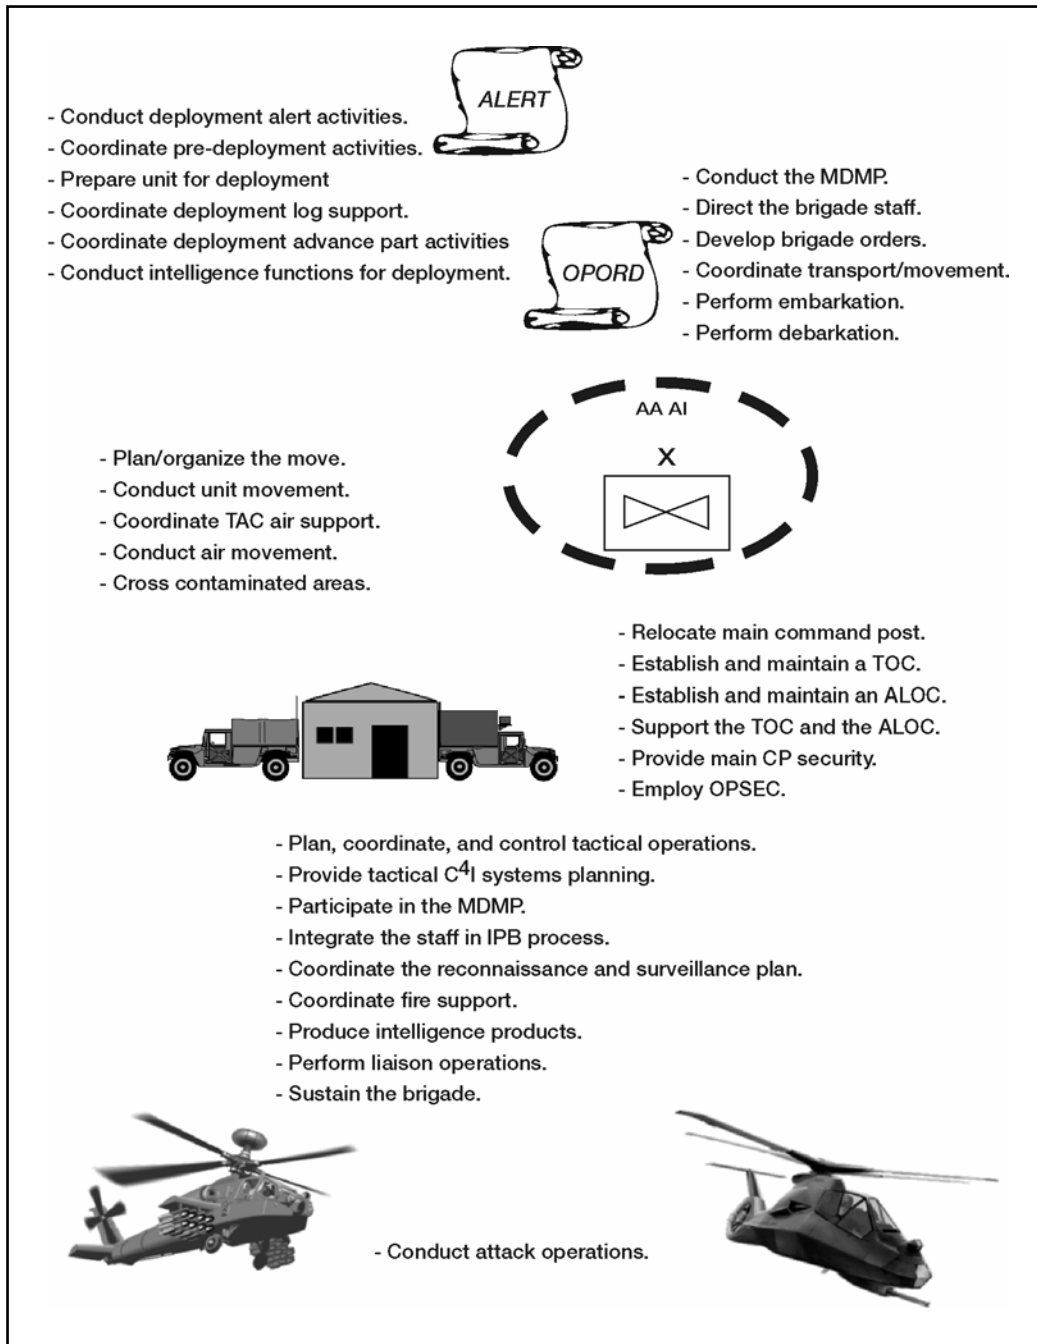 ALERT
- Conduct deployment alert activities.
- Coordinate pre-deployment activities.
- Prepare unit for deployment
- Coordinate deployment log support.
- Coordinate deployment advance part activities
- Conduct intelligence functions for deployment.
OPORD
- Conduct the MDMP.
- Direct the brigade staff.
- Develop brigade orders.
- Coordinate transport/movement.
- Perform embarkation.
- Perform debarkation.
AA AI
X
- Plan/organize the move.
- Conduct unit movement.
- Coordinate TAC air support.
- Conduct air movement.
- Cross contaminated areas.
- Relocate main command post.
- Establish and maintain a TOC.
- Establish and maintain an ALOC.
- Support the TOC and the ALOC.
- Provide main CP security.
- Employ OPSEC.
- Plan, coordinate, and control tactical operations.
- Provide tactical C⁴I systems planning.
- Participate in the MDMP.
- Integrate the staff in IPB process.
- Coordinate the reconnaissance and surveillance plan.
- Coordinate fire support.
- Produce intelligence products.
- Perform liaison operations.
- Sustain the brigade.
- Conduct attack operations.